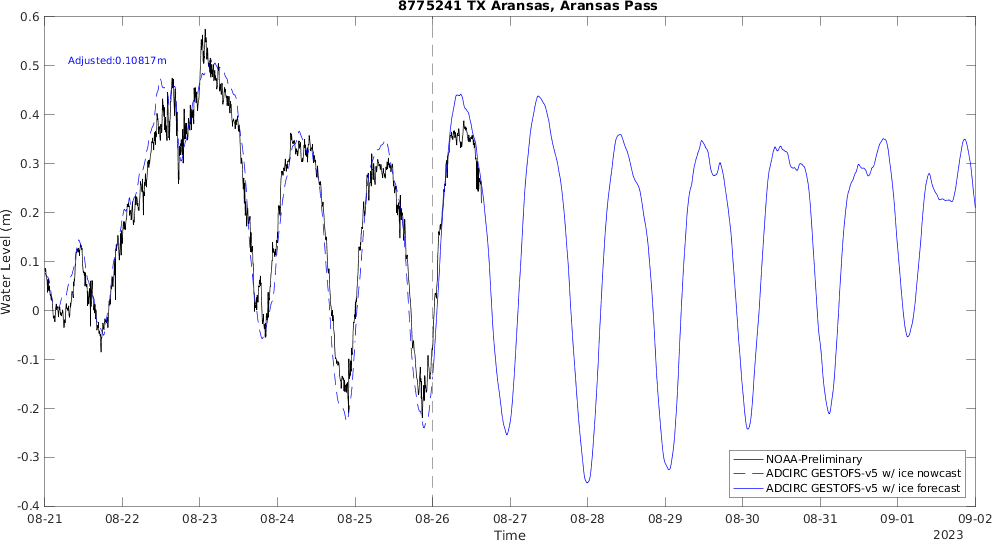 8775241 TX Aransas, Aransas Pass
Adjusted:0.10817m
Water Level (m)
0.6
0.5
0.4
0.3
0.2
0.1
0
-0.1
-0.2
-0.3
-0.4
NOAA-Preliminary
ADCIRC GESTOFS-v5 w/ ice nowcast
ADCIRC GESTOFS-v5 w/ ice forecast
08-21 08-22 08-23 08-24 08-25 08-26 08-27 08-28 08-29 08-30 08-31 09-01 09-02
Time
2023